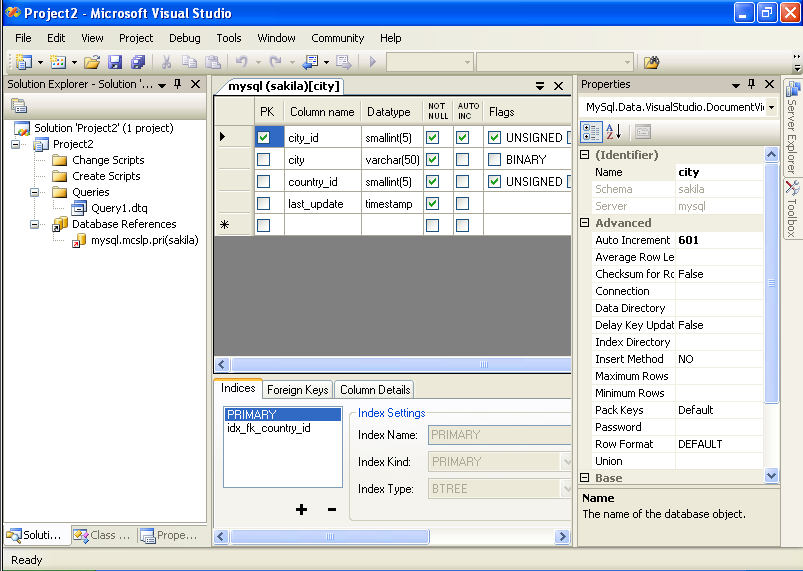 Project2 - Microsoft Visual Studio
File Edit View Project Debug Tools Window Community Help
Solution Explorer - Solution '...
Solution 'Project2' (1 project)
Project2
Change Scripts
Create Scripts
Queries
Query1.dtq
Database References
mysql.mcslp.pri(sakila)
Soluti...
Class ...
Prope...
mysql (sakila)[city]
PK Column name Datatype NOT NULL AUTO INC Flags
city_id smallint(5) UNSIGNED
city varchar(50) BINARY
country_id smallint(5) UNSIGNED
last_update timestamp
Indices Foreign Keys Column Details
PRIMARY
idx_fk_country_id
Index Settings
Index Name: PRIMARY
Index Kind: PRIMARY
Index Type: BTREE
Properties
MySql.Data.VisualStudio.DocumentVi
(Identifier)
Name city
Schema sakila
Server mysql
Advanced
Auto Increment 601
Average Row Le
Checksum for Ro False
Connection
Data Directory
Delay Key Updat False
Index Directory
Insert Method NO
Maximum Rows
Minimum Rows
Pack Keys Default
Password
Row Format DEFAULT
Union
Base
Name
The name of the database object.
Server Explorer
Toolbox
Ready